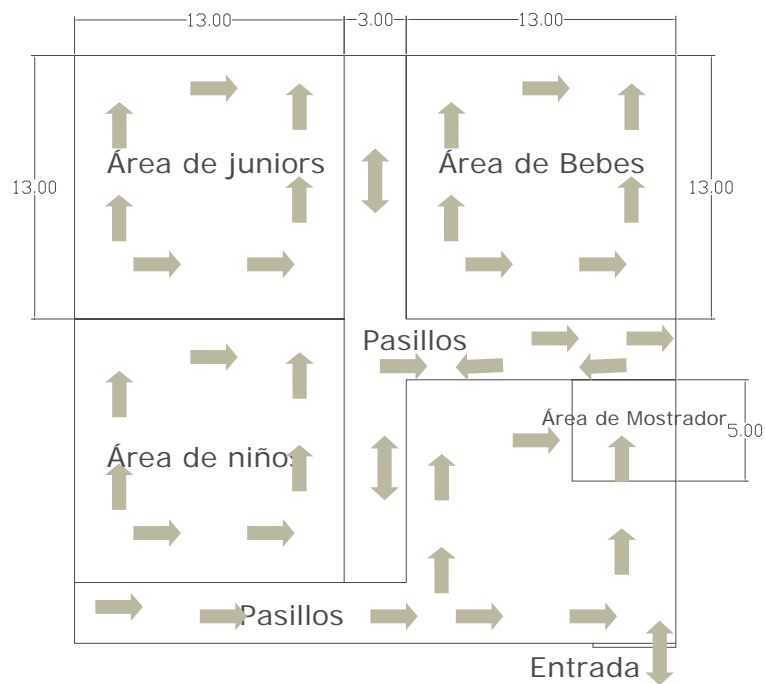 13.00 3.00 13.00
Área de juniors
Área de Bebes
13.00
13.00
Pasillos
Área de Mostrador
5.00
Área de niños
Pasillos
Entrada